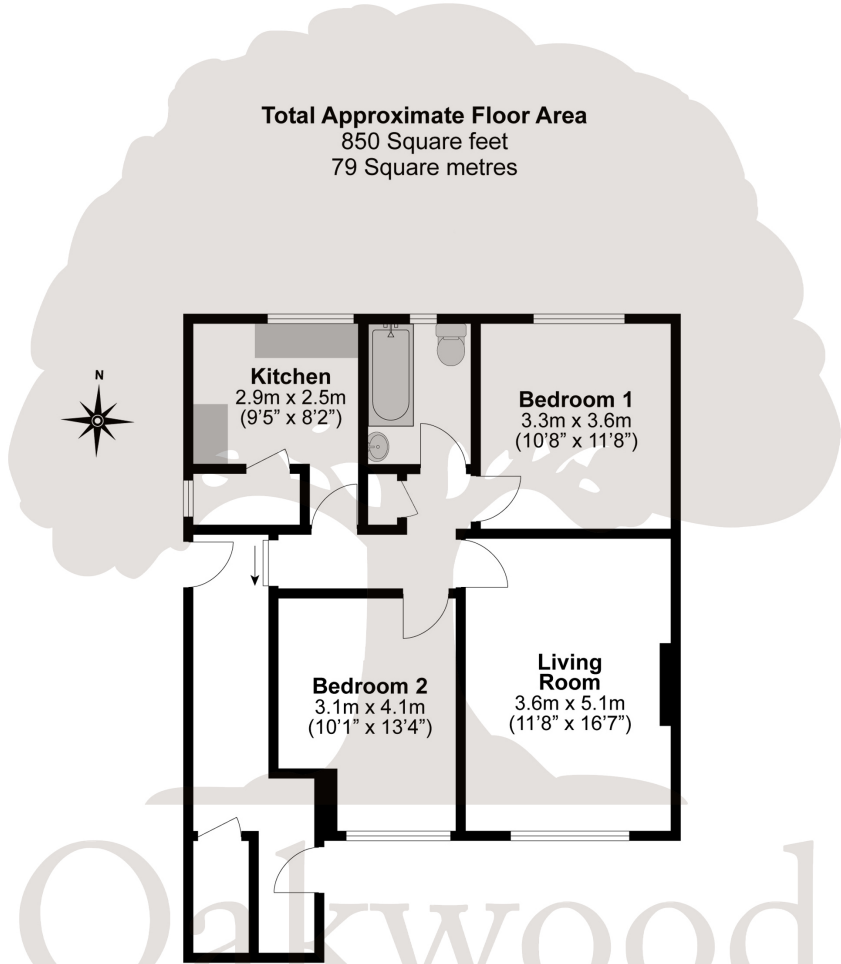 Total Approximate Floor Area
850 Square feet
79 Square metres
N
Kitchen
2.9m x 2.5m
(9’5” x 8’2”)
Bedroom 1
3.3m x 3.6m
(10’8” x 11’8”)
Bedroom 2
3.1m x 4.1m
(10’1” x 13’4”)
Living
Room
3.6m x 5.1m
(11’8” x 16’7”)
Oakwood